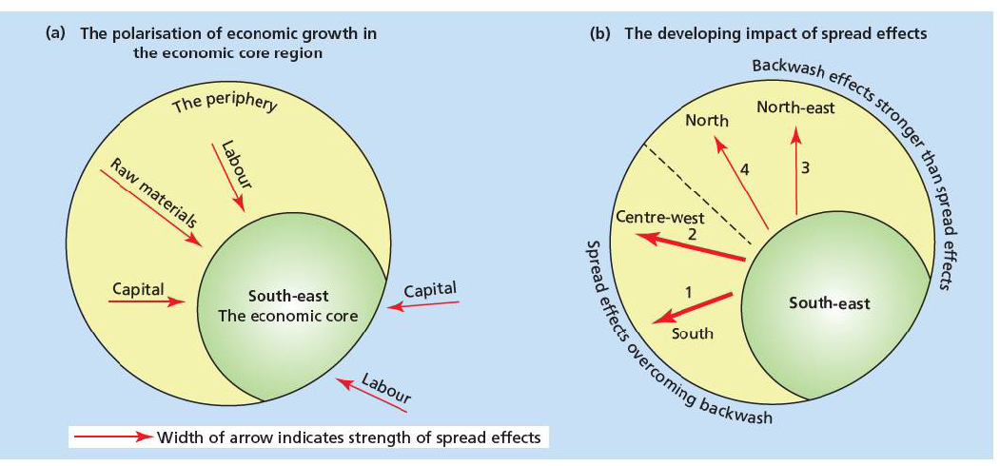 (a) The polarisation of economic growth in
the economic core region
The periphery
Labour
Raw materials
Capital
South-east
The economic core
Capital
Labour
(b) The developing impact of spread effects
Backwash effects stronger than spread effects
North-east
North
3
4
Centre-west
2
1
South
South-east
Spread effects overcoming backwash
Width of arrow indicates strength of spread effects